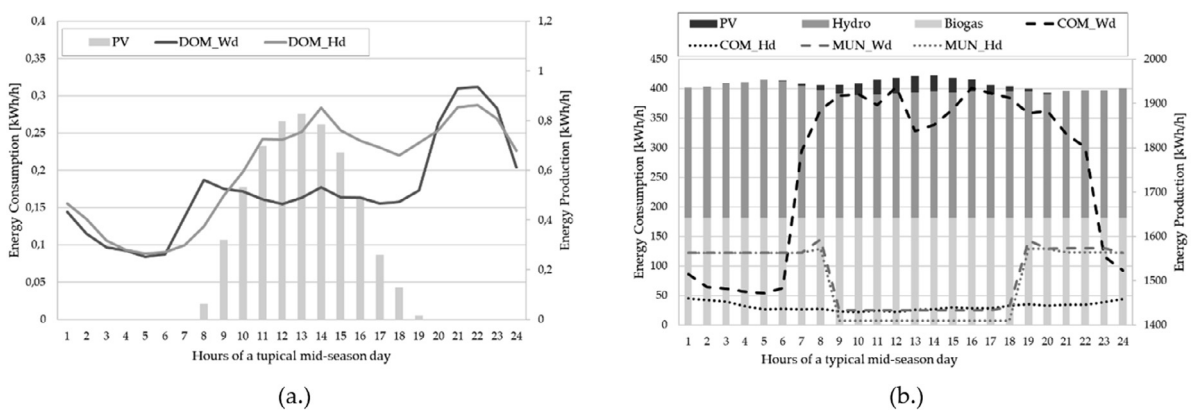 0,4
1,2
PV DOM_Wd DOM_Hd
0,35
1
0,3
0,25
0,8
0,2
0,6
0,15
0,4
0,1
0,05
0,2
0
0
Energy Consumption [kWh/h]
Energy Production [kWh/h]
1 2 3 4 5 6 7 8 9 10 11 12 13 14 15 16 17 18 19 20 21 22 23 24
Hours of a tupical mid-season day
(a.)
PV Hydro Biogas COM_Wd
COM_Hd MUN_Wd MUN_Hd
450 2000
400
350 1900
300 1800
250
200 1700
150 1600
100
50 1500
0 1400
Energy Consumption [kWh/h]
Energy Production [kWh/h]
1 2 3 4 5 6 7 8 9 10 11 12 13 14 15 16 17 18 19 20 21 22 23 24
Hours of a typical mid-season day
(b.)